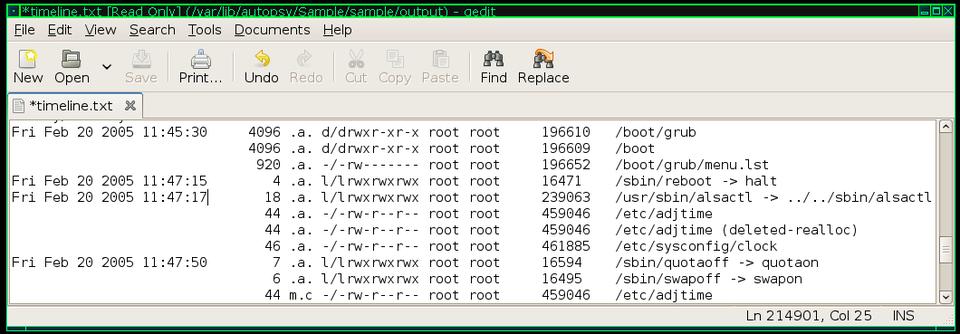 *timeline.txt [Read Only] (/var/lib/autopsy/Sample/sample/output) - gedit
File Edit View Search Tools Documents Help
New Open Save Print... Undo Redo Cut Copy Paste Find Replace
*timeline.txt
Fri Feb 20 2005 11:45:30 4096 .a. d/drwxr-xr-x root root 196610 /boot/grub
4096 .a. d/drwxr-xr-x root root 196609 /boot
920 .a. -/-rw------- root root 196652 /boot/grub/menu.lst
Fri Feb 20 2005 11:47:15 4 .a. l/lrwxrwxrwx root root 16471 /sbin/reboot -> halt
Fri Feb 20 2005 11:47:17 18 .a. l/lrwxrwxrwx root root 239063 /usr/sbin/alsactl -> ../../sbin/alsactl
44 .a. -/-rw-r--r-- root root 459046 /etc/adjtime
44 .a. -/-rw-r--r-- root root 459046 /etc/adjtime (deleted-realloc)
46 .a. -/-rw-r--r-- root root 461885 /etc/sysconfig/clock
Fri Feb 20 2005 11:47:50 7 .a. l/lrwxrwxrwx root root 16594 /sbin/quotaoff -> quotaon
6 .a. l/lrwxrwxrwx root root 16495 /sbin/swapoff -> swapon
44 m.c -/-rw-r--r-- root root 459046 /etc/adjtime
Ln 214901, Col 25 INS